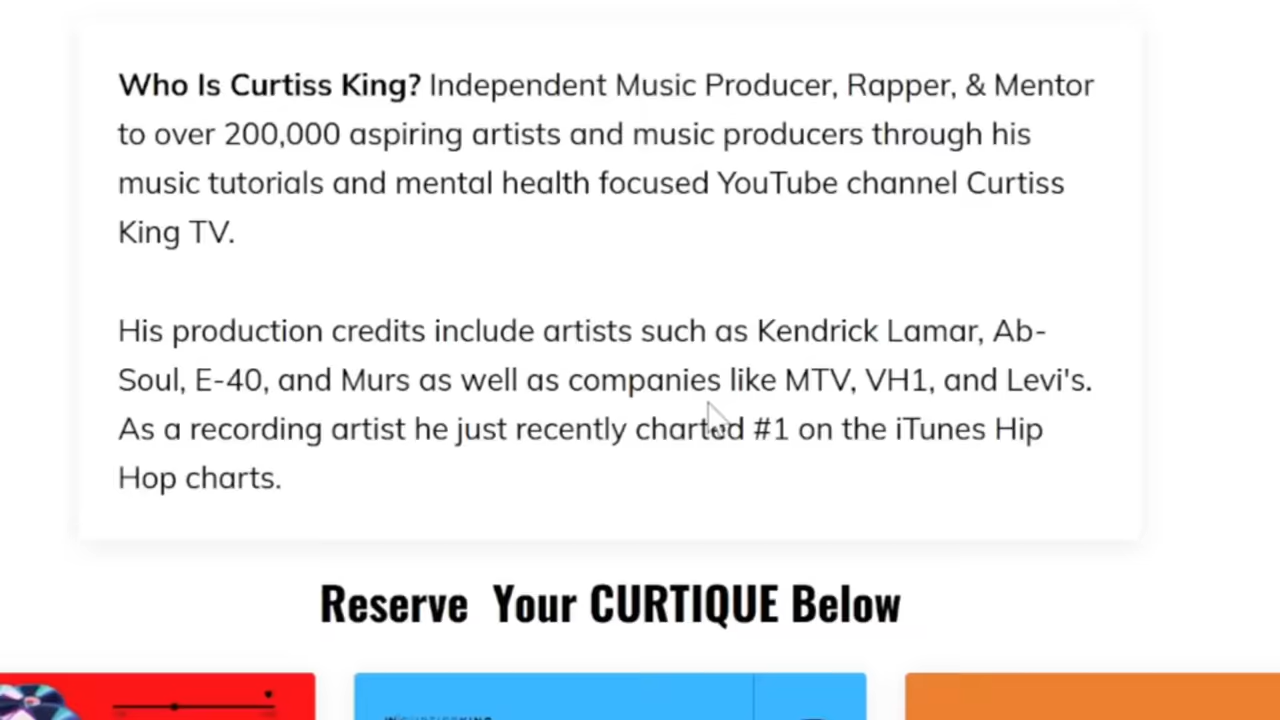 Who Is Curtiss King? Independent Music Producer, Rapper, & Mentor
to over 200,000 aspiring artists and music producers through his
music tutorials and mental health focused YouTube channel Curtiss
King TV.
His production credits include artists such as Kendrick Lamar, Ab-
Soul, E-40, and Murs as well as companies like MTV, VH1, and Levi's.
As a recording artist he just recently charted #1 on the iTunes Hip
Hop charts.
Reserve  Your CURTIQUE Below